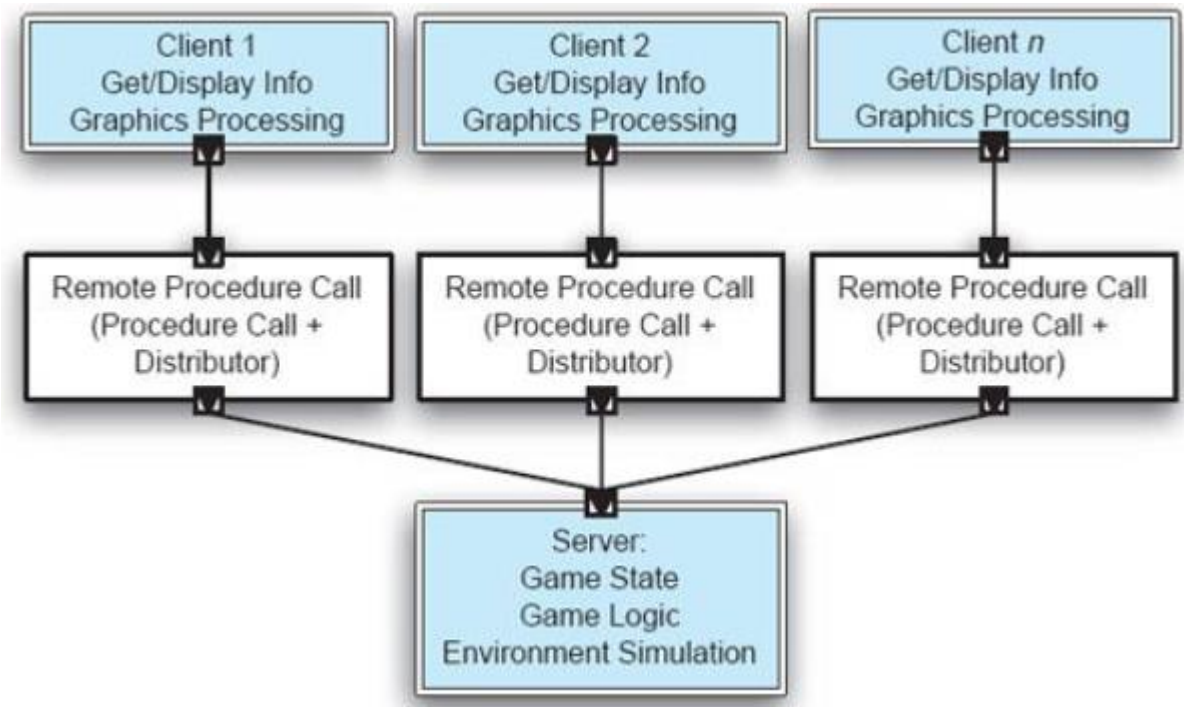 Client 1
Get/Display Info
Graphics Processing
Client 2
Get/Display Info
Graphics Processing
Client n
Get/Display Info
Graphics Processing
Remote Procedure Call
(Procedure Call +
Distributor)
Remote Procedure Call
(Procedure Call +
Distributor)
Remote Procedure Call
(Procedure Call +
Distributor)
Server:
Game State
Game Logic
Environment Simulation